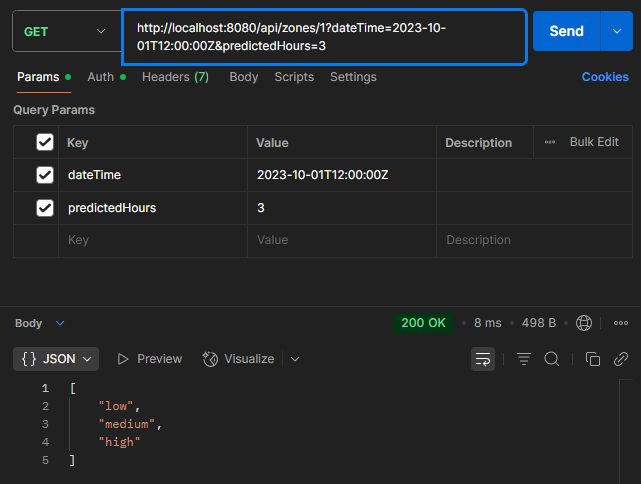 GET
http://localhost:8080/api/zones/1?dateTime=2023-10-
01T12:00:00Z&predictedHours=3
Send
Params Auth Headers (7) Body Scripts Settings Cookies
Query Params
Key Value Description Bulk Edit
dateTime 2023-10-01T12:00:00Z
predictedHours 3
Key Value Description
Body 200 OK 8 ms 498 B
{} JSON Preview Visualize
1 [
2 "low",
3 "medium",
4 "high"
5 ]